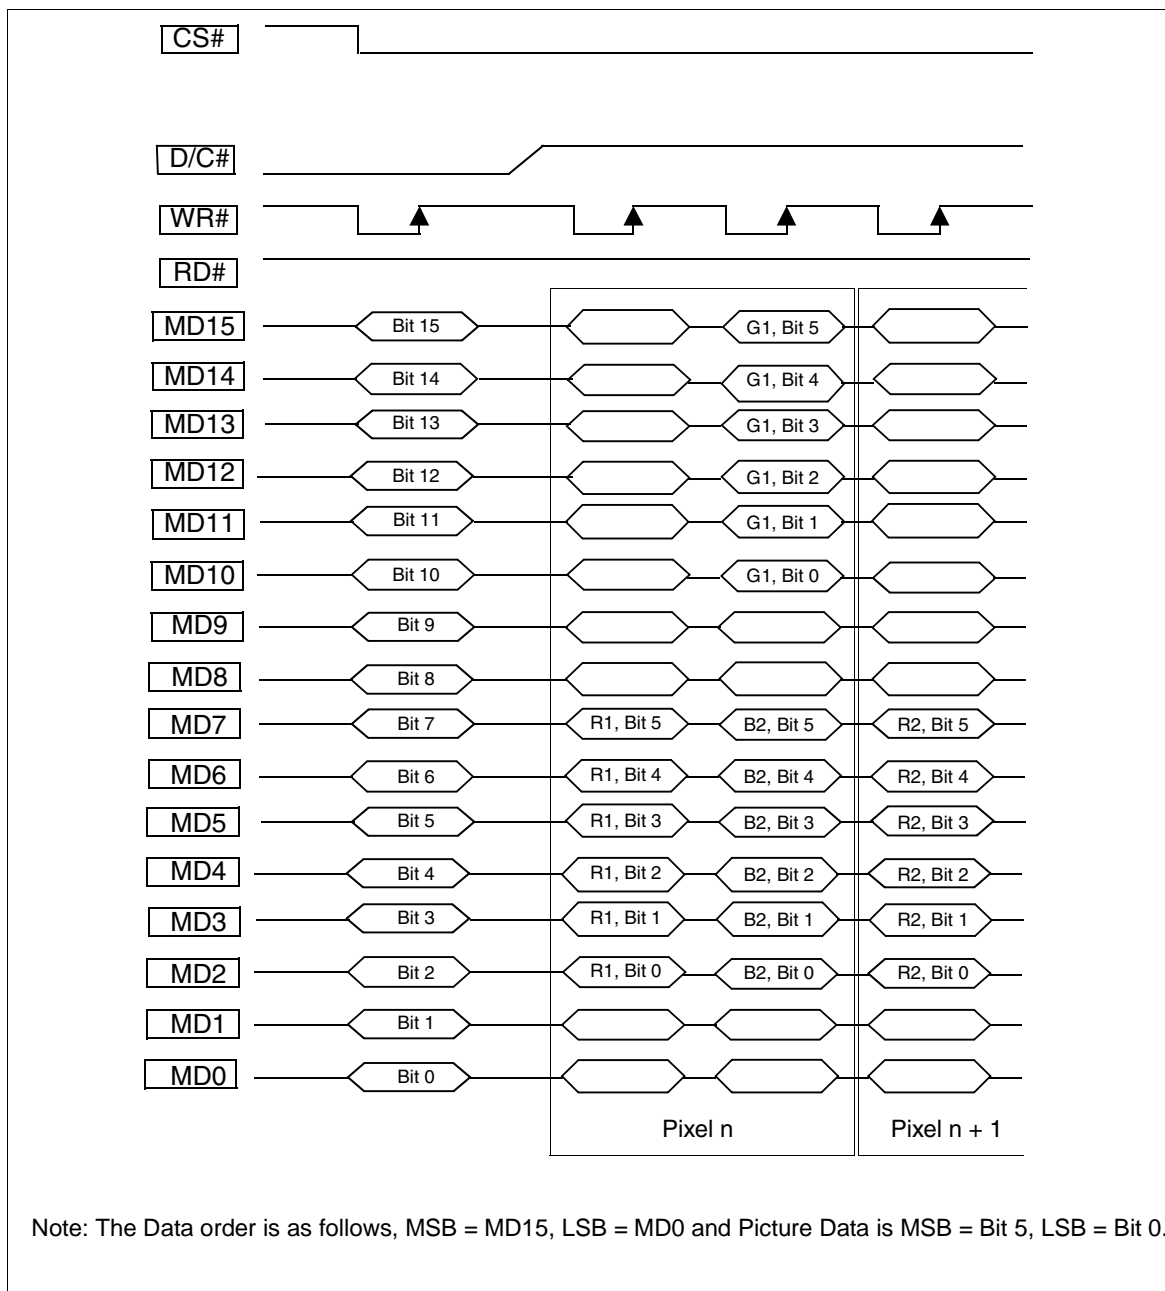 CS#
D/C#
WR#
RD#
MD15 Bit 15 G1, Bit 5
MD14 Bit 14 G1, Bit 4
MD13 Bit 13 G1, Bit 3
MD12 Bit 12 G1, Bit 2
MD11 Bit 11 G1, Bit 1
MD10 Bit 10 G1, Bit 0
MD9 Bit 9
MD8 Bit 8
MD7 Bit 7 R1, Bit 5 B2, Bit 5 R2, Bit 5
MD6 Bit 6 R1, Bit 4 B2, Bit 4 R2, Bit 4
MD5 Bit 5 R1, Bit 3 B2, Bit 3 R2, Bit 3
MD4 Bit 4 R1, Bit 2 B2, Bit 2 R2, Bit 2
MD3 Bit 3 R1, Bit 1 B2, Bit 1 R2, Bit 1
MD2 Bit 2 R1, Bit 0 B2, Bit 0 R2, Bit 0
MD1 Bit 1
MD0 Bit 0
Pixel n Pixel n + 1
Note: The Data order is as follows, MSB = MD15, LSB = MD0 and Picture Data is MSB = Bit 5, LSB = Bit 0.